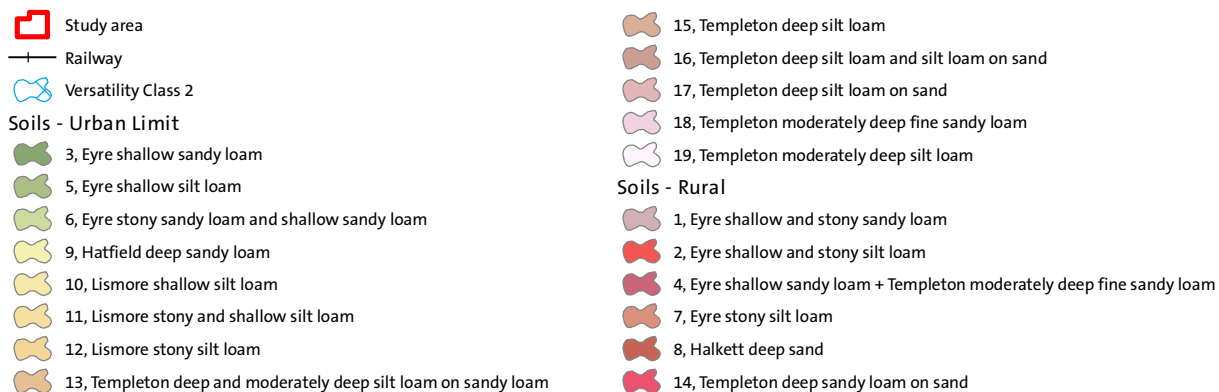 Study area
Railway
Versatility Class 2
Soils - Urban Limit
3, Eyre shallow sandy loam
5, Eyre shallow silt loam
6, Eyre stony sandy loam and shallow sandy loam
9, Hatfield deep sandy loam
10, Lismore shallow silt loam
11, Lismore stony and shallow silt loam
12, Lismore stony silt loam
13, Templeton deep and moderately deep silt loam on sandy loam
15, Templeton deep silt loam
16, Templeton deep silt loam and silt loam on sand
17, Templeton deep silt loam on sand
18, Templeton moderately deep fine sandy loam
19, Templeton moderately deep silt loam
Soils - Rural
1, Eyre shallow and stony sandy loam
2, Eyre shallow and stony silt loam
4, Eyre shallow sandy loam + Templeton moderately deep fine sandy loam
7, Eyre stony silt loam
8, Halkett deep sand
14, Templeton deep sandy loam on sand